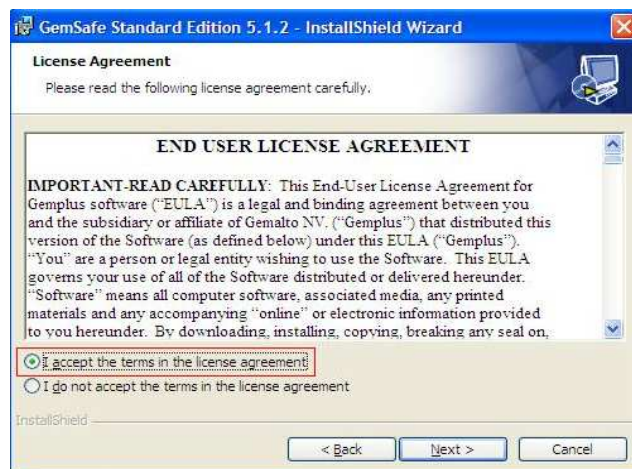 GemSafe Standard Edition 5.1.2 - InstallShield Wizard
License Agreement
Please read the following license agreement carefully.
END USER LICENSE AGREEMENT
IMPORTANT-READ CAREFULLY: This End-User License Agreement for
Gemplus software (“EULA”) is a legal and binding agreement between you
and the subsidiary or affiliate of Gemalto NV. (“Gemplus”) that distributed this
version of the Software (as defined below) under this EULA (“Gemplus”).
“You” are a person or legal entity wishing to use the Software. This EULA
governs your use of all of the Software distributed or delivered hereunder.
“Software” means all computer software, associated media, any printed
materials and any accompanying “online” or electronic information provided
to you hereunder. By downloading, installing, copying, breaking any seal on,
I accept the terms in the license agreement
I do not accept the terms in the license agreement
InstallShield
< Back Next > Cancel